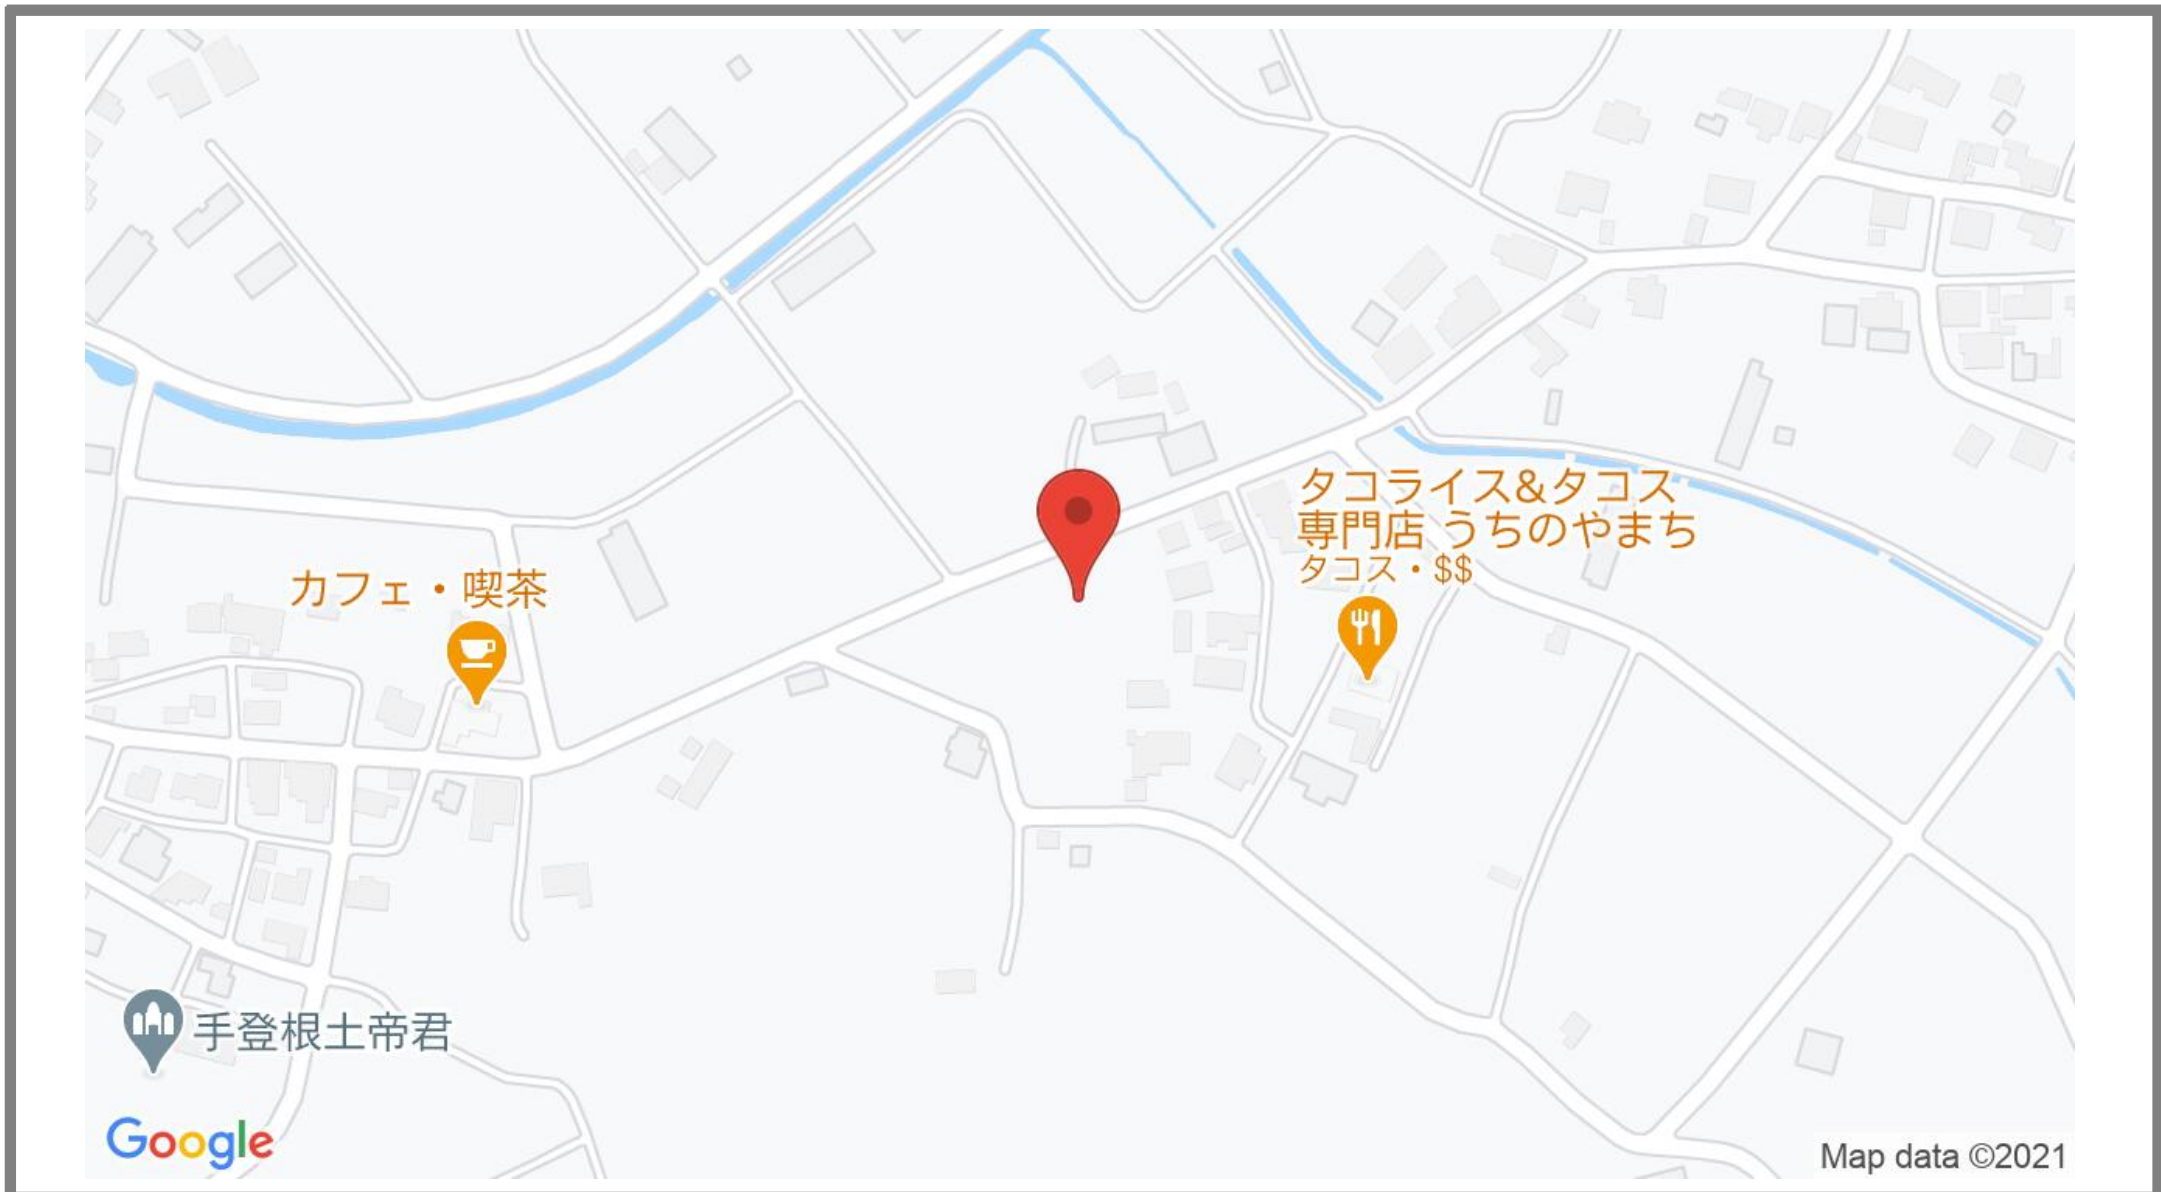 タコライス&タコス
専門店 うちのやまち
タコス・$$
カフェ・喫茶
手登根土帝君
Google
Map data ©2021